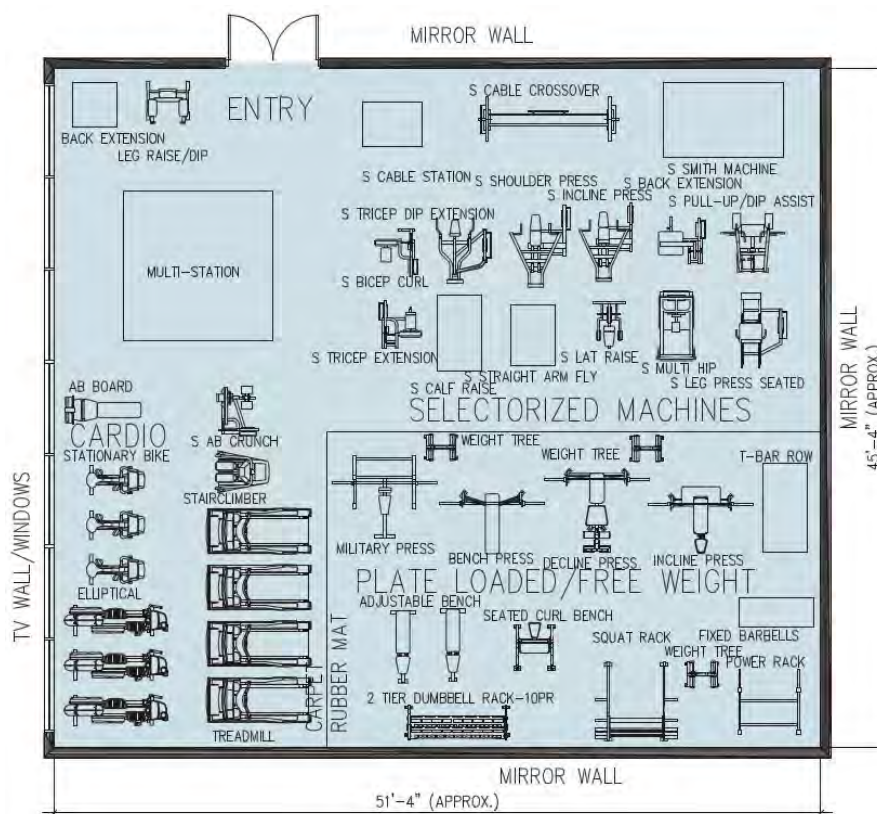 MIRROR WALL
ENTRY
S CABLE CROSSOVER
BACK EXTENSION
LEG RAISE/DIP
S CABLE STATION
S SHOULDER PRESS
S SMITH MACHINE
S BACK EXTENSION
S INCLINE PRESS
S PULL-UP/DIP ASSIST
S TRICEP DIP EXTENSION
MULTI-STATION
S BICEP CURL
S TRICEP EXTENSION
S LAT RAISE
S STRAIGHT ARM FLY
S MULTI HIP
S LEG PRESS SEATED
S CALF RAISE
AB BOARD
SELECTORIZED MACHINES
MIRROR WALL
45'-4" (APPROX.)
CARDIO
S AB CRUNCH
WEIGHT TREE
WEIGHT TREE
STATIONARY BIKE
T-BAR ROW
STAIRCLIMBER
TV WALL/WINDOWS
MILITARY PRESS
BENCH PRESS
DECLINE PRESS
INCLINE PRESS
PLATE LOADED/FREE WEIGHT
ELUPTICAL
ADJUSTABLE BENCH
SEATED CURL BENCH
SQUAT RACK
FIXED BARBELLS
WEIGHT TREE
POWER RACK
CARPET
RUBBER MAT
2 TIER DUMBBELL RACK-10PR
TREADMILL
MIRROR WALL
51'-4" (APPROX.)